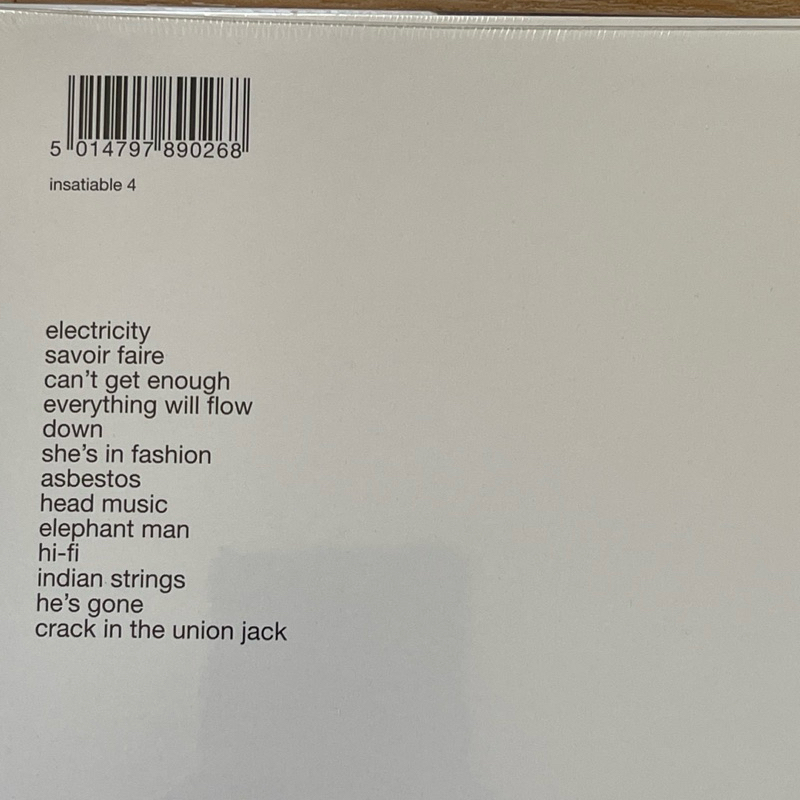 5 014797 890268
insatiable 4
electricity
savoir faire
can't get enough
everything will flow
down
she's in fashion
asbestos
head music
elephant man
hi-fi
indian strings
he's gone
crack in the union jack